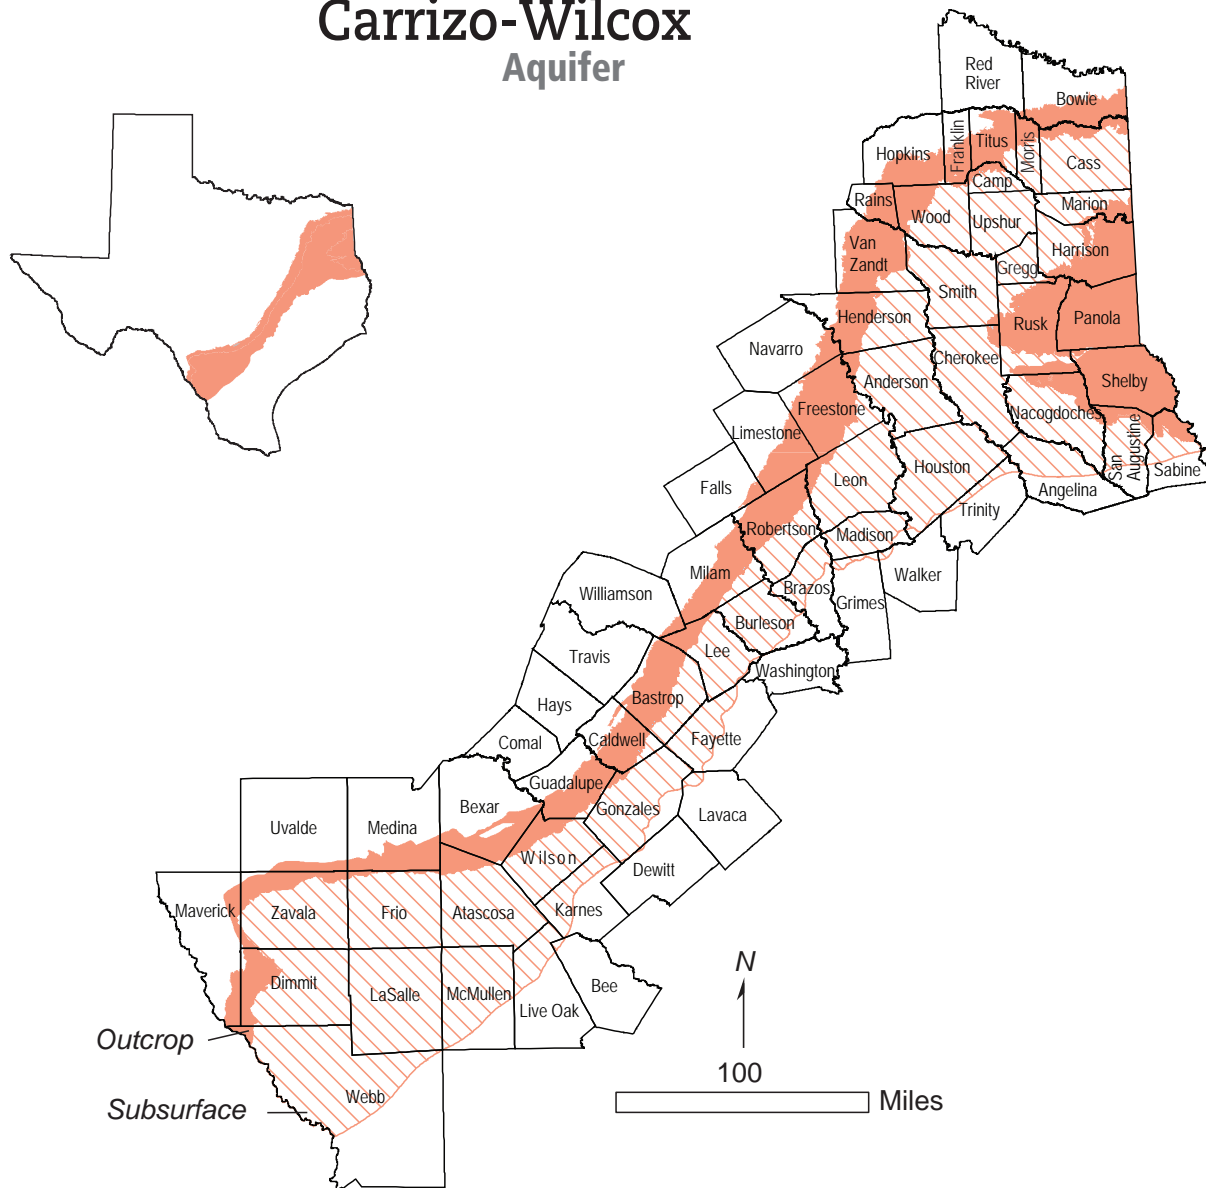 Carrizo-Wilcox
Aquifer
Red
River
Bowie
Franklin
Titus
Morris
Hopkins
Cass
Camp
Rains
Wood
Upshur
Marion
Van
Zandt
Harrison
Gregg
Smith
Henderson
Rusk
Panola
Navarro
Cherokee
Anderson
Shelby
Freestone
Nacogdoches
Limestone
San
Augustine
Houston
Sabine
Leon
Falls
Angelina
Trinity
Robertson
Madison
Milam
Walker
Brazos
Williamson
Grimes
Burleson
Lee
Travis
Washington
Bastrop
Hays
Caldwell
Fayette
Comal
Guadalupe
Bexar
Gonzales
Lavaca
Uvalde
Medina
Wilson
Dewitt
Maverick
Zavala
Frio
Atascosa
Karnes
Dimmit
LaSalle
McMullen
Bee
Live Oak
N
Outcrop
100
Miles
Webb
Subsurface